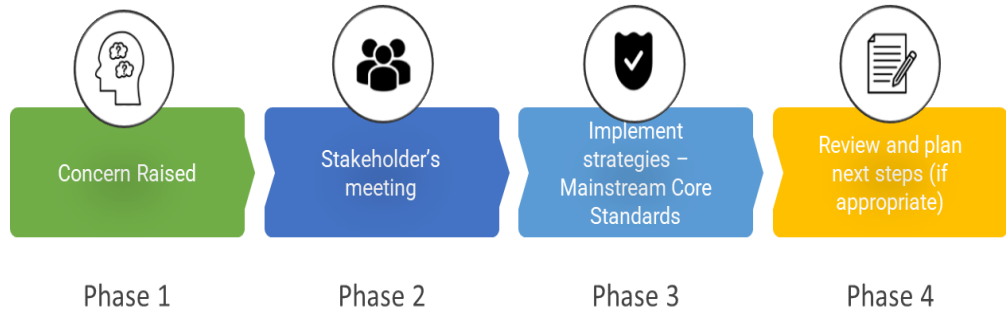 Concern Raised
Stakeholder's
meeting
Implement
strategies –
Mainstream Core
Standards
Review and plan
next steps (if
appropriate)
Phase 1
Phase 2
Phase 3
Phase 4